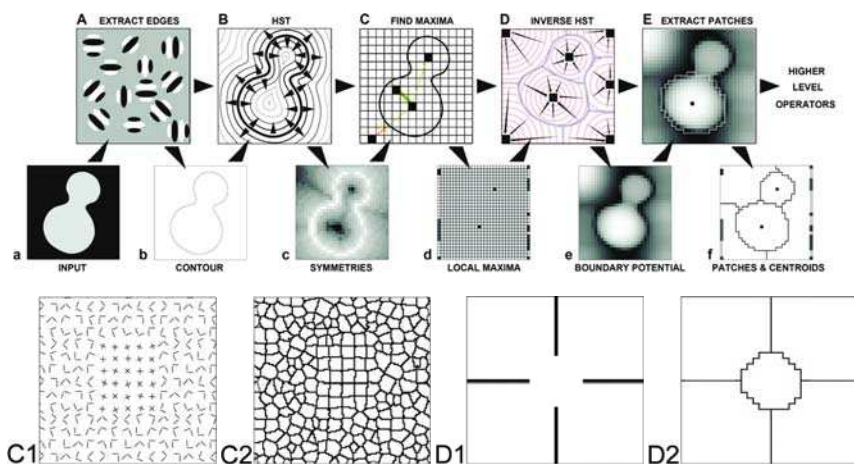 A EXTRACT EDGES
B HST
C FIND MAXIMA
D INVERSE HST
E EXTRACT PATCHES
HIGHER
LEVEL
OPERATORS
a INPUT
b CONTOUR
c SYMMETRIES
d LOCAL MAXIMA
e BOUNDARY POTENTIAL
f PATCHES & CENTROIDS
C1
C2
D1
D2